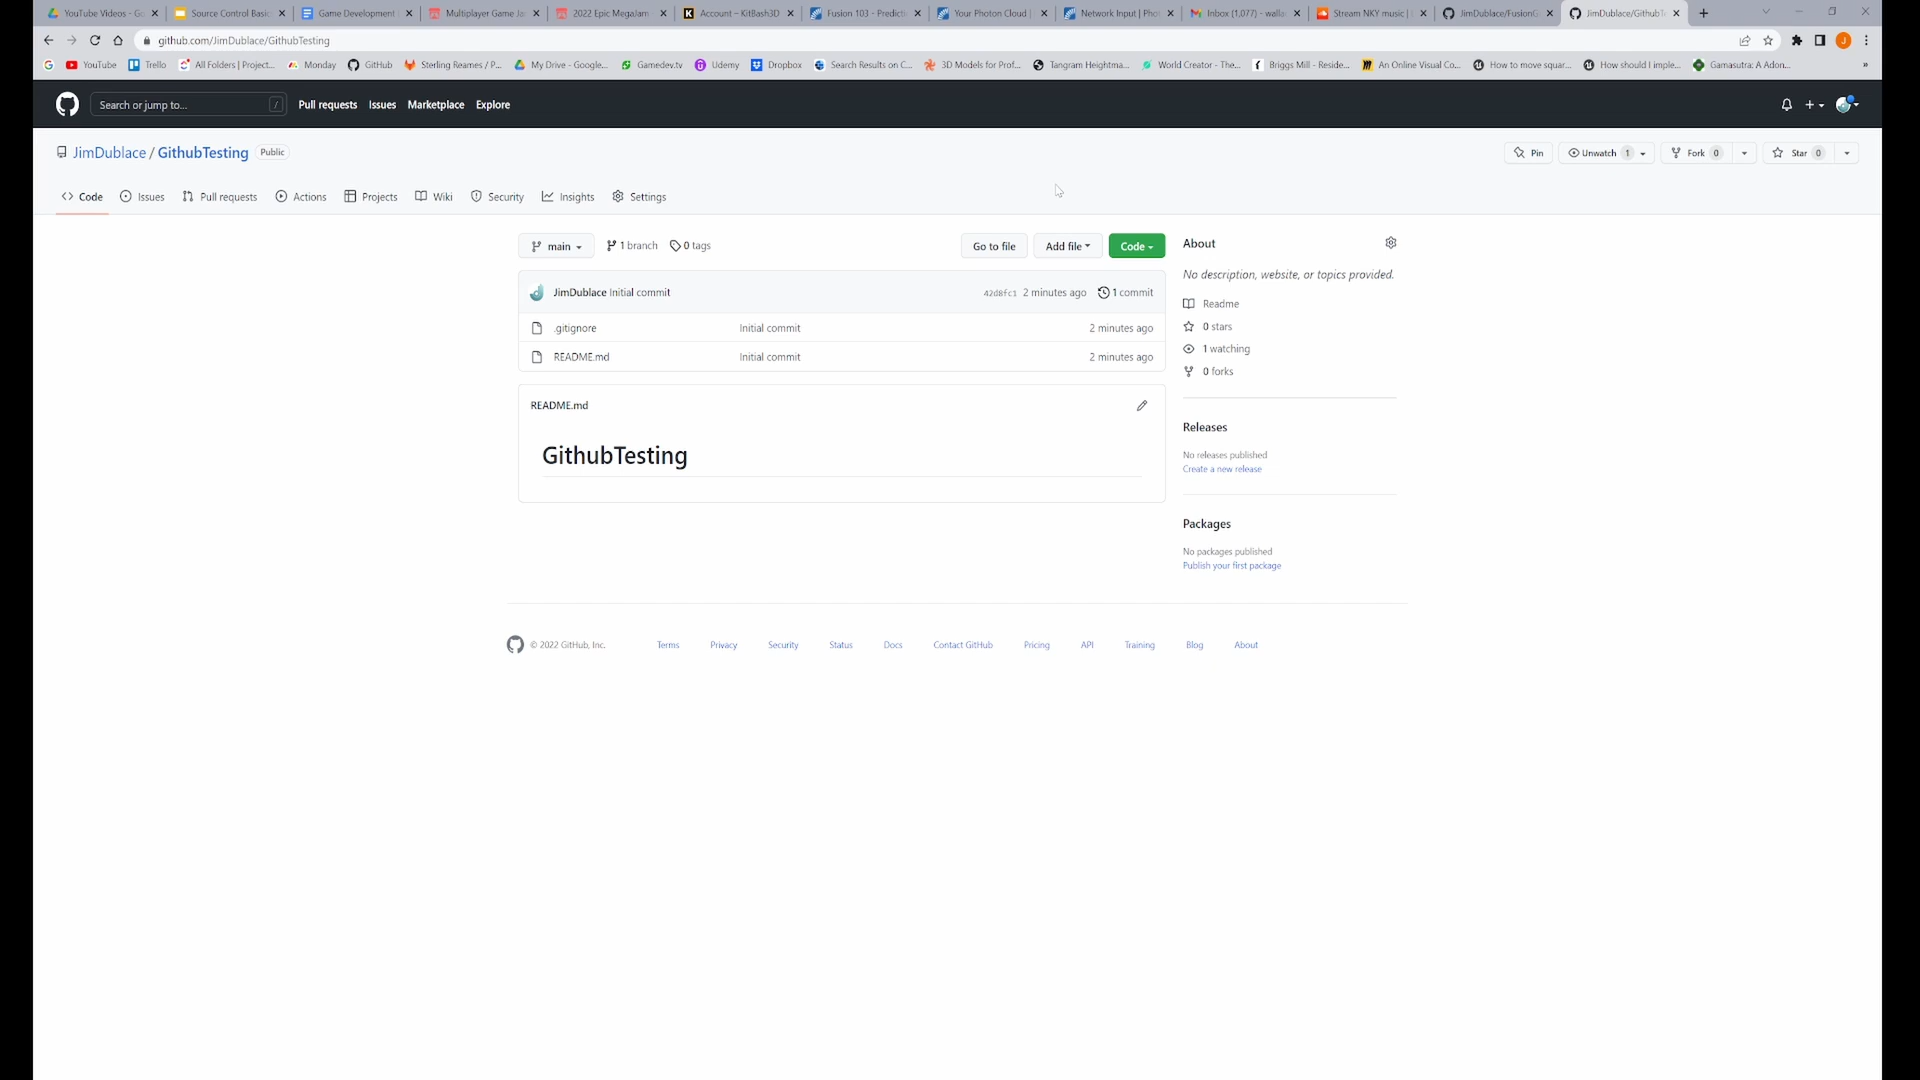 YouTube Videos - G
Source Control Basic
Game Development
Multiplayer Game Ja
2022 Epic MegaJam
Account – KitBash3D
Fusion 103 - Predicti
Your Photon Cloud |
Network Input | Pho
Inbox (1,077) - walla
Stream NKY music |
JimDublace/FusionG
JimDublace/GithubT
github.com/JimDublace/GithubTesting
J
YouTube
Trello
All Folders | Project...
Monday
GitHub
Sterling Reames / P...
My Drive - Google...
Gamedev.tv
Udemy
Dropbox
Search Results on C...
3D Models for Prof...
Tangram Heightma...
World Creator - The...
Briggs Mill - Reside...
An Online Visual Co...
How to move squar...
How should I imple...
Gamasutra: A Adon...
»
Search or jump to...
/
Pull requests
Issues
Marketplace
Explore
JimDublace / GithubTesting
Public
Pin
Unwatch 1
Fork 0
Star 0
Code
Issues
Pull requests
Actions
Projects
Wiki
Security
Insights
Settings
main
1 branch
0 tags
Go to file
Add file
Code
About
No description, website, or topics provided.
JimDublace Initial commit
42d8fc1 2 minutes ago
1 commit
.gitignore
Initial commit
2 minutes ago
README.md
Initial commit
2 minutes ago
Readme
0 stars
1 watching
0 forks
README.md
GithubTesting
Releases
No releases published
Create a new release
Packages
No packages published
Publish your first package
© 2022 GitHub, Inc.
Terms
Privacy
Security
Status
Docs
Contact GitHub
Pricing
API
Training
Blog
About